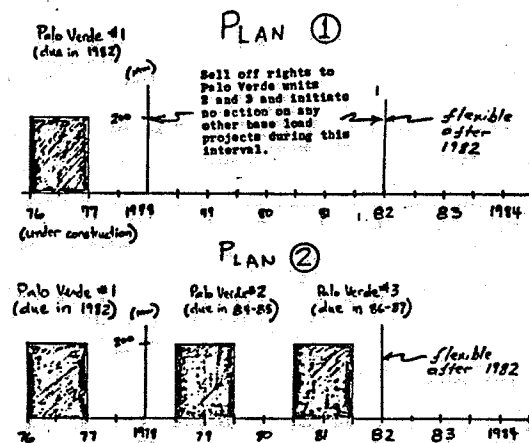 PLAN ①
Palo Verde #1
(due in 1982)
(MW)
Sell off rights to
Palo Verde units
2 and 3 and initiate
no action on any
other base load
projects during this
interval.
200
flexible
after
1982
76 77 1978 79 80 81 82 83 1984
(under construction)
PLAN ②
Palo Verde #1
(due in 1982)
(MW)
Palo Verde #2
(due in 84-85)
Palo Verde #3
(due in 86-87)
200
flexible
after 1982
76 77 1978 79 80 81 82 83 1984